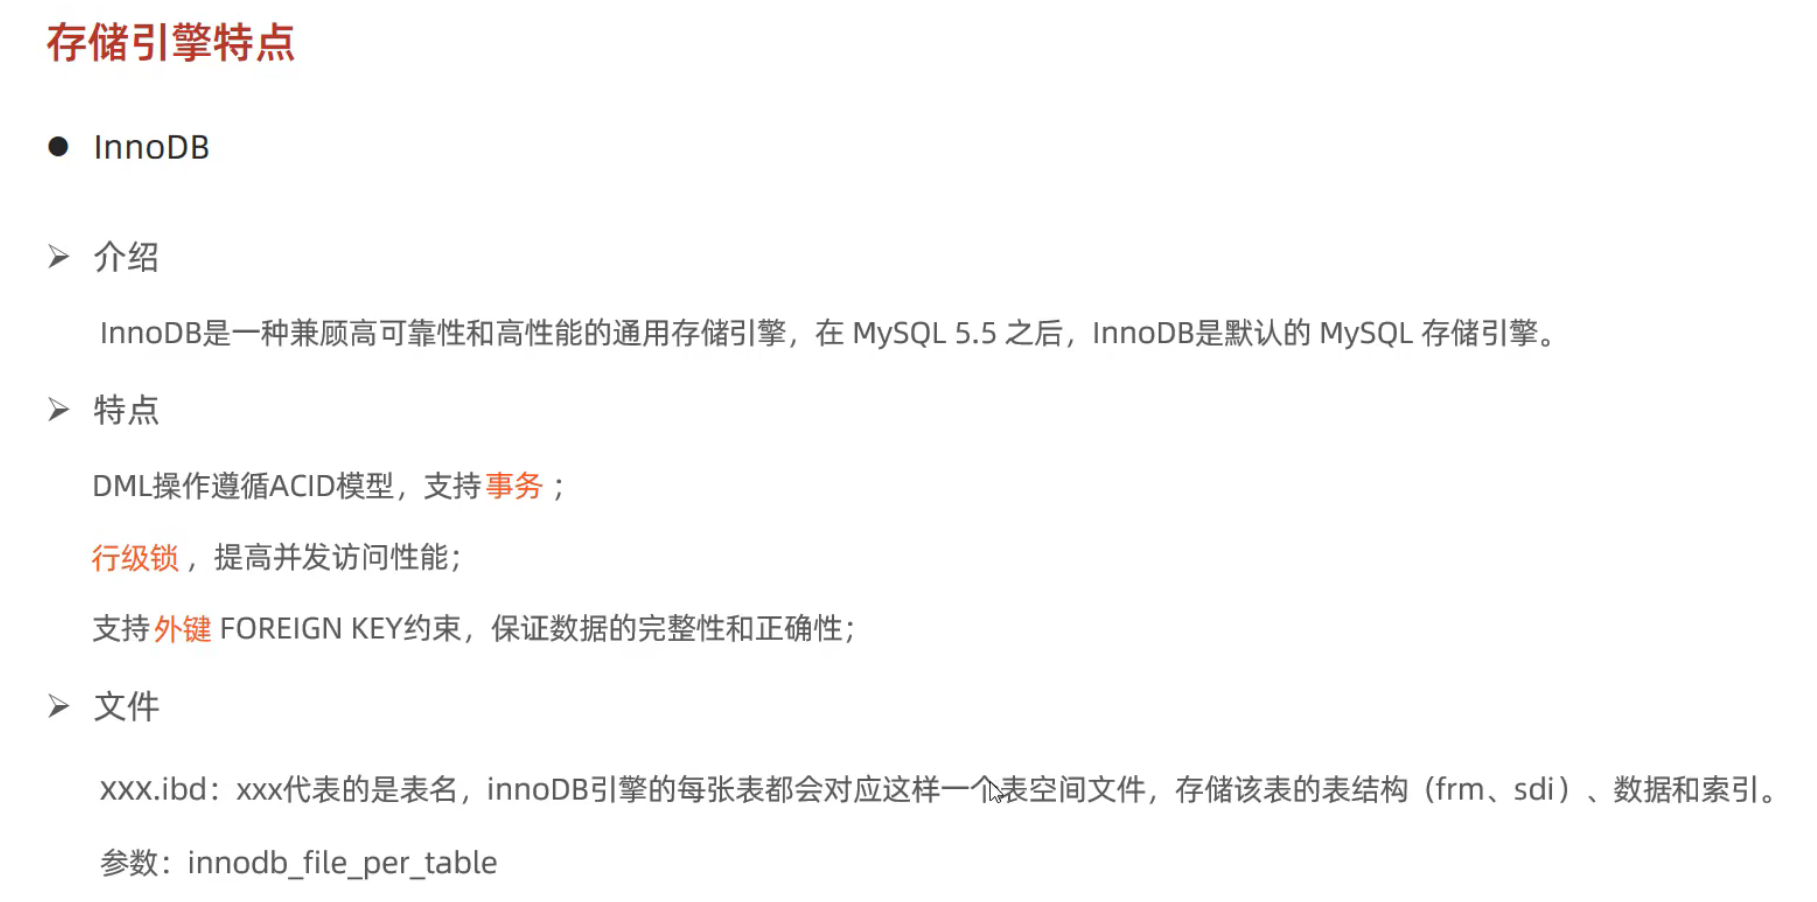 存储引擎特点
● InnoDB
➢ 介绍
InnoDB是一种兼顾高可靠性和高性能的通用存储引擎，在 MySQL 5.5 之后，InnoDB是默认的 MySQL 存储引擎。
➢ 特点
DML操作遵循ACID模型，支持事务；
行级锁，提高并发访问性能；
支持外键 FOREIGN KEY约束，保证数据的完整性和正确性；
➢ 文件
xxx.ibd：xxx代表的是表名，innoDB引擎的每张表都会对应这样一个表空间文件，存储该表的表结构（frm、sdi）、数据和索引。
参数：innodb_file_per_table